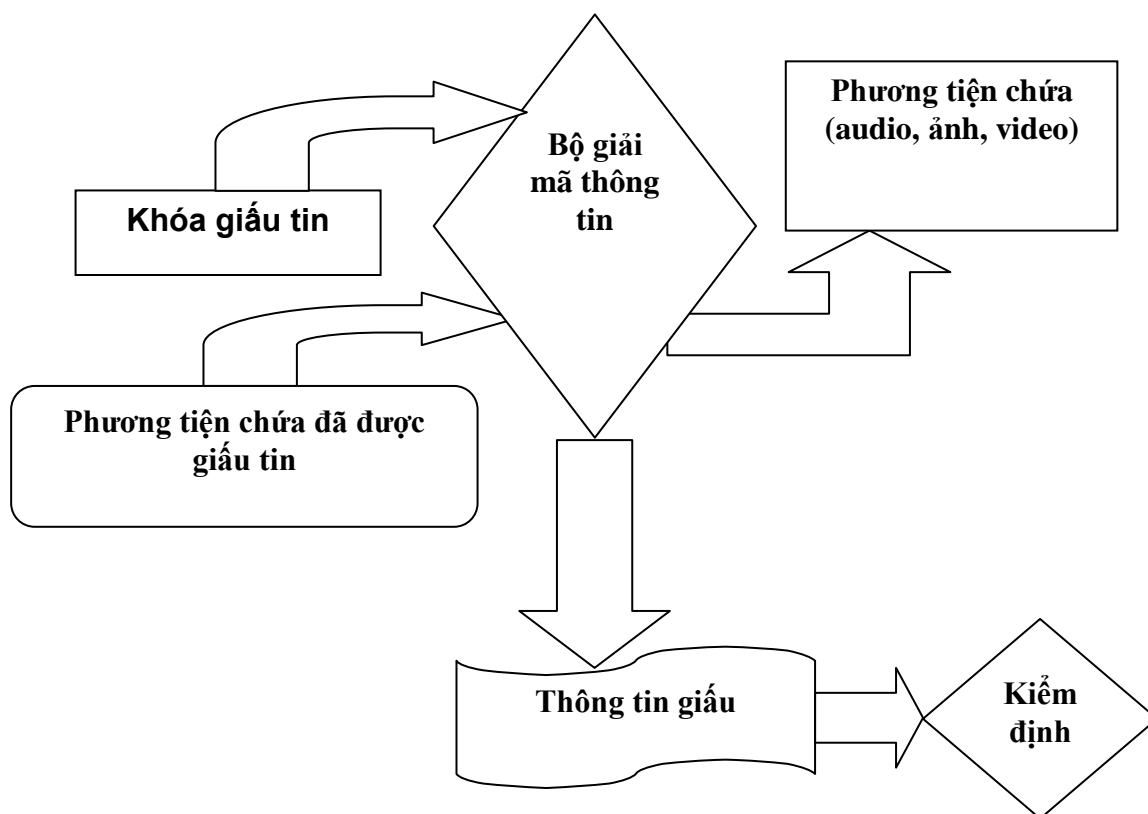 Phương tiện chứa
(audio, ảnh, video)
Bộ giải
mã thông
tin
Khóa giấu tin
Phương tiện chứa đã được
giấu tin
Thông tin giấu
Kiểm
định